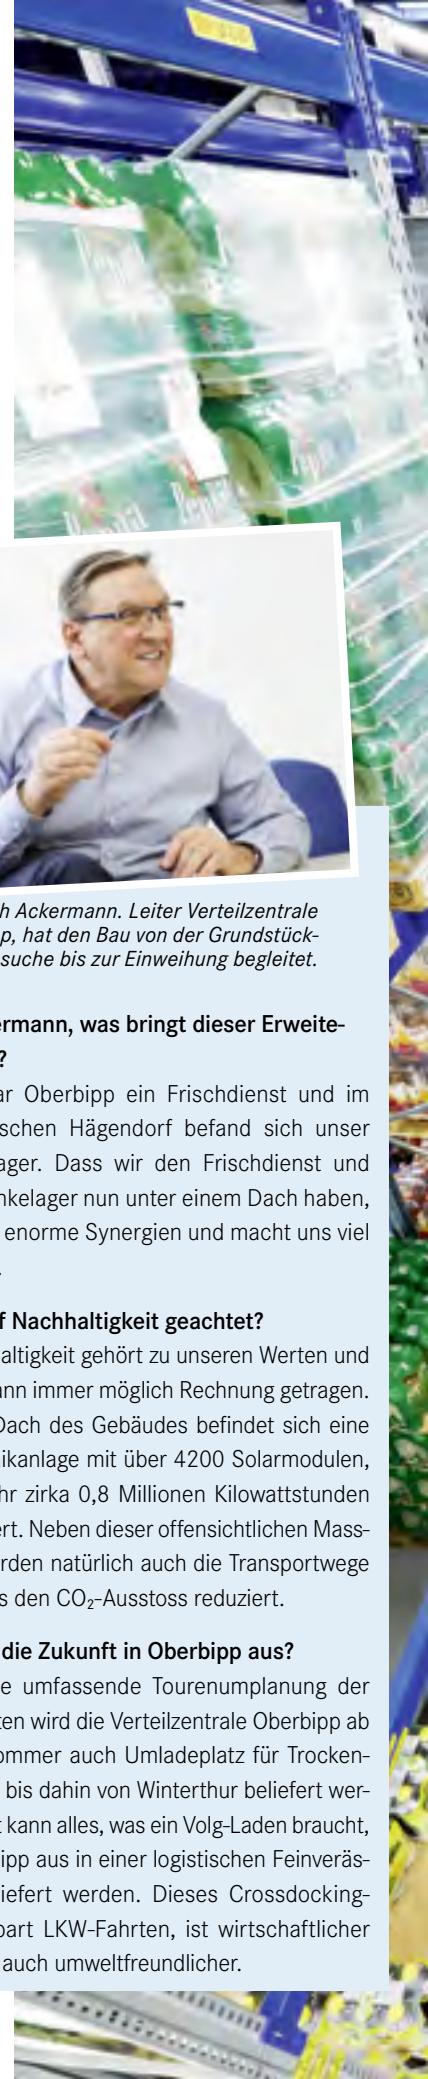 h Ackermann. Leiter Verteilzentrale
p, hat den Bau von der Grundstück-
suche bis zur Einweihung begleitet.
ermann, was bringt dieser Erweite-
?
ar Oberbipp ein Frischdienst und im
schen Hägendorf befand sich unser
ager. Dass wir den Frischdienst und
nkelager nun unter einem Dach haben,
enorme Synergien und macht uns viel
.
f Nachhaltigkeit geachtet?
altigkeit gehört zu unseren Werten und
ann immer möglich Rechnung getragen.
Dach des Gebäudes befindet sich eine
ikanlage mit über 4200 Solarmodulen,
hr zirka 0,8 Millionen Kilowattstunden
ert. Neben dieser offensichtlichen Mass-
rden natürlich auch die Transportwege
s den CO₂-Ausstoss reduziert.
die Zukunft in Oberbipp aus?
e umfassende Tourenumplanung der
ten wird die Verteilzentrale Oberbipp ab
ommer auch Umladeplatz für Trocken-
bis dahin von Winterthur beliefert wer-
t kann alles, was ein Volg-Laden braucht,
ipp aus in einer logistischen Feinveräs-
liefert werden. Dieses Crossdocking-
part LKW-Fahrten, ist wirtschaftlicher
auch umweltfreundlicher.